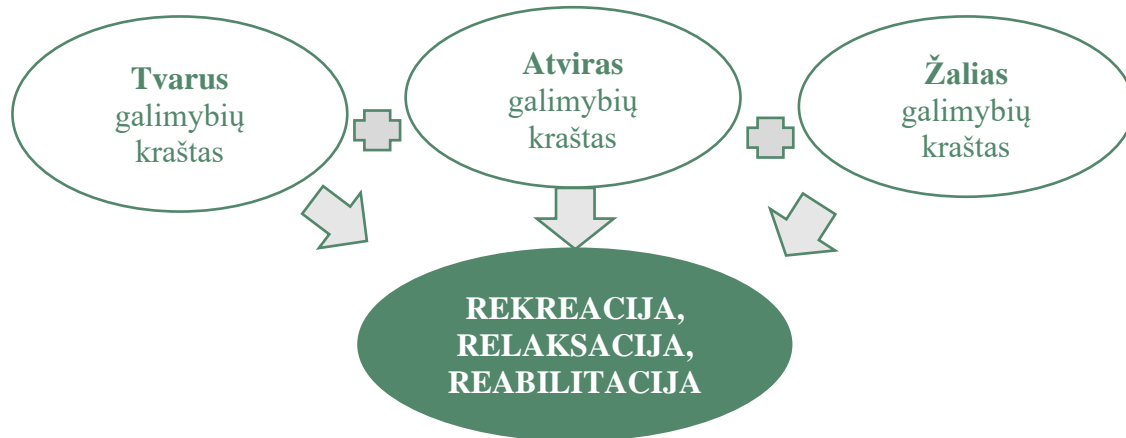 Tvarus
galimybių
kraštas
Atviras
galimybių
kraštas
Žalias
galimybių
kraštas
REKREACIJA,
RELAKSACIJA,
REABILITACIJA